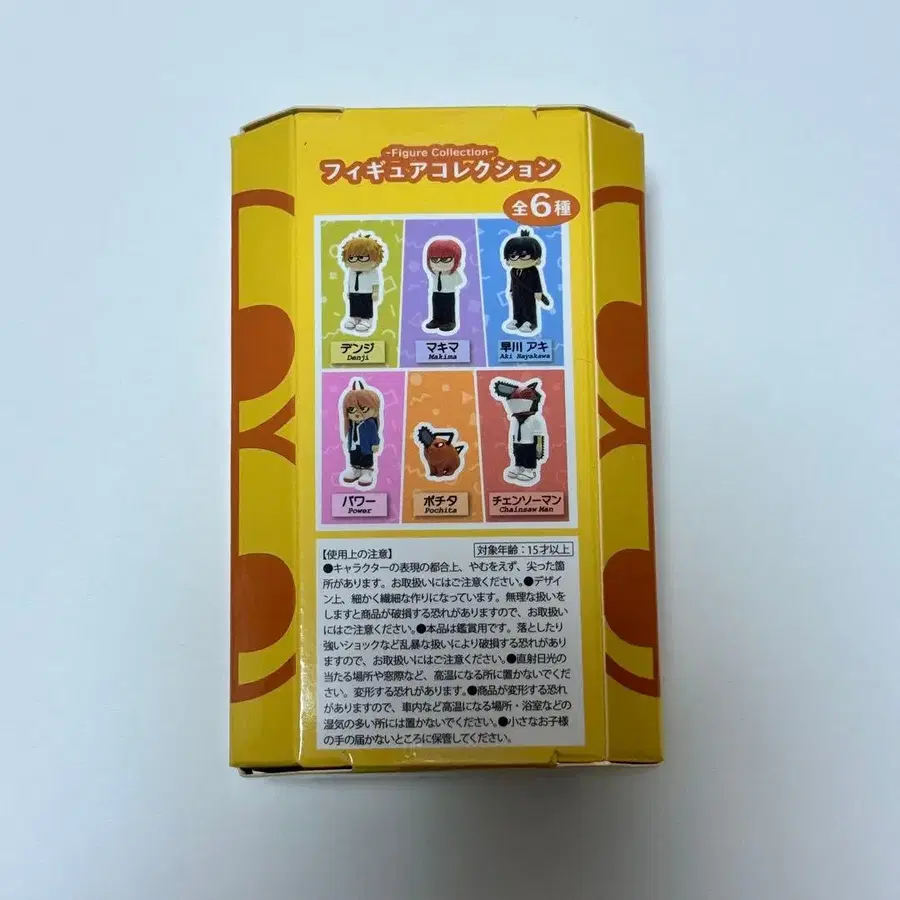 -Figure Collection-
フィギュアコレクション
全6種
デンジ
Denji
マキマ
Makima
早川 アキ
Aki Hayakawa
パワー
Power
ポチタ
Pochita
チェンソーマン
Chainsaw Man
【使用上の注意】
対象年齢:15才以上
●キャラクターの表現の都合上、やむをえず、尖った箇
所があります。お取扱いにはご注意ください。●デザイ
ン上、細かく繊細な作りになっています。無理な扱いを
しますと商品が破損する恐れがありますので、お取扱い
にはご注意ください。●本品は鑑賞用です。落としたり
強いショックなど乱暴な扱いにより破損する恐れがあり
ますので、お取扱いにはご注意ください。●直射日光の
当たる場所や窓際など、高温になる所に置かないでくだ
さい。変形する恐れがあります。●商品が変形する恐れ
がありますので、車内など高温になる場所・浴室などの
湿気の多い所には置かないでください。●小さなお子様
の手の届かないところに保管してください。